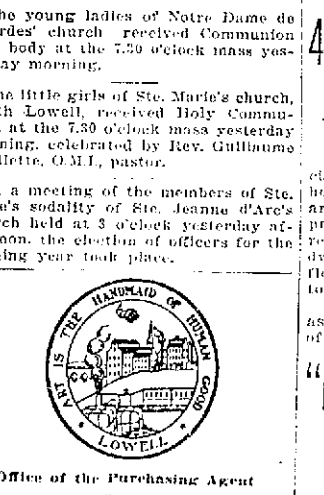 he young ladies of Notre Dame de
rdes' church received Communion
body at the 7.30 o'clock mass yes-
ay morning.
he little girls of Ste. Marie's church,
th Lowell, received Holy Commu-
at the 7.30 o'clock mass yesterday
ning, celebrated by Rev. Guillaume
llette, O.M.I., pastor.
a meeting of the members of Ste.
e's sodality of Ste. Jeanne d'Arc's
rch held at 3 o'clock yesterday af-
noon, the election of officers for the
ing year took place.
ART IS THE HANDMAID OF HUMAN GOOD
LOWELL
Office of the Purchasing Agent